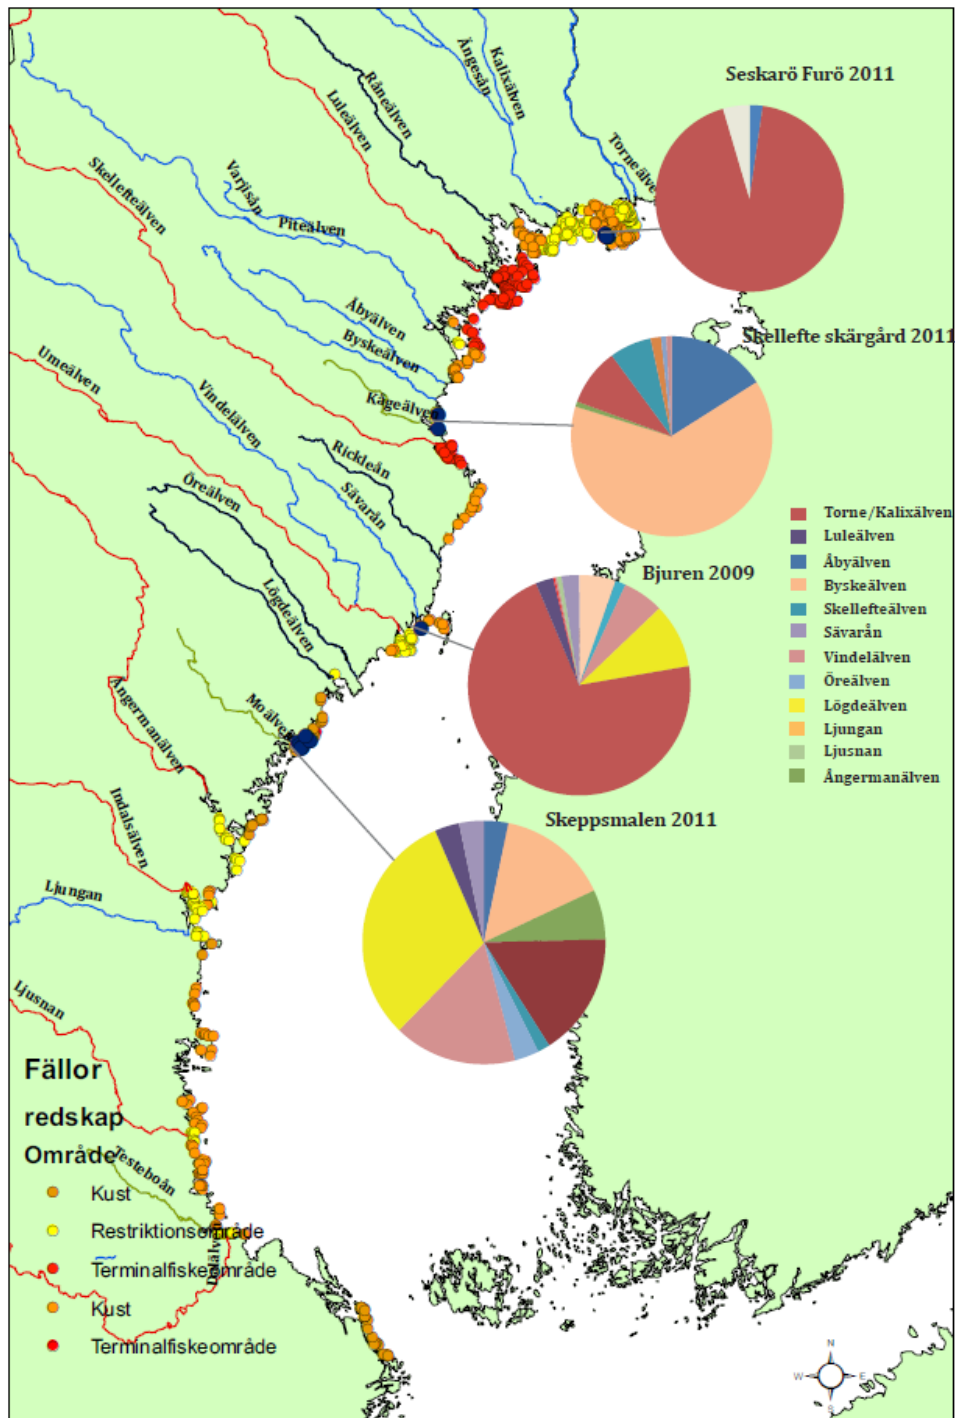 Seskarö Furö 2011
Ängesån
Kalixälven
Råneälven
Luleälven
Torneälve
Skellefteälven
Varjisån
Piteälven
Åbyälven
Byskeälven
Skellefte skärgård 2011
Umeälven
Vindelälven
Kågeälven
Rickleån
Öreälven
Sävarån
Torne/Kalixälven
Luleälven
Åbyälven
Byskeälven
Skellefteälven
Sävarån
Vindelälven
Öreälven
Lögdeälven
Ljungan
Ljusnan
Ångermanälven
Bjuren 2009
Lögdeälven
Moälven
Ångermanälven
Skeppsmalen 2011
Indalsälven
Ljungan
Ljusnan
Fällor
redskap
Område
Testeboån
Kust
Restriktionsområde
Terminalfiskeområde
Kust
Terminalfiskeområde
N
W
E
S